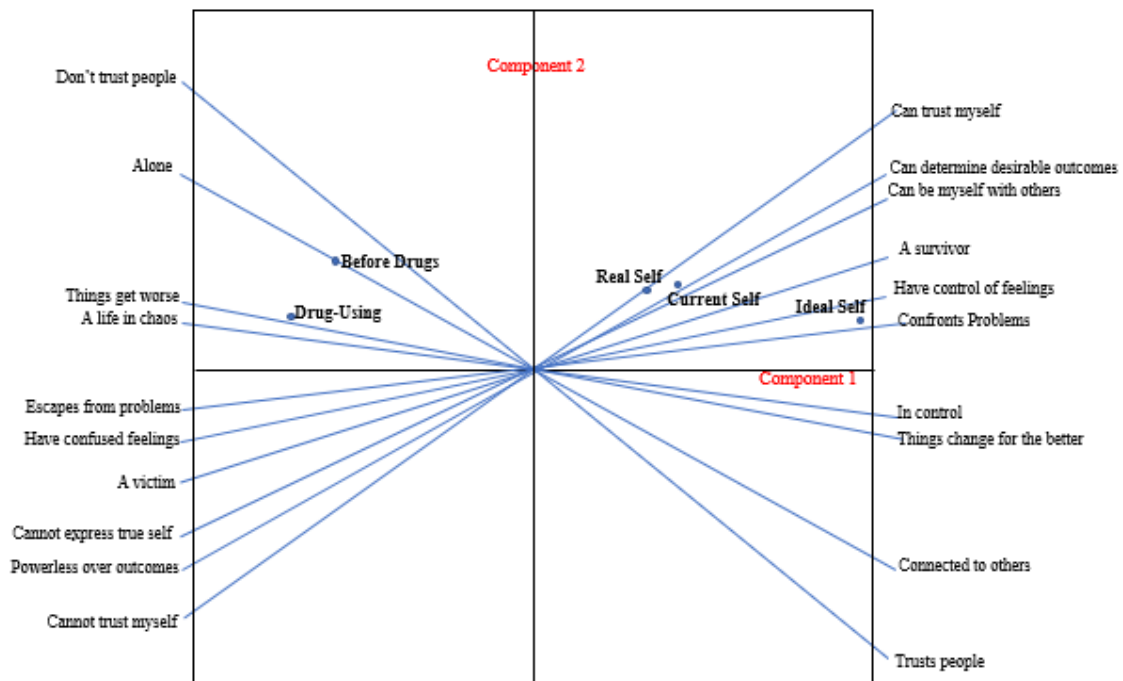 Component 2
Don't trust people
Can trust myself
Alone
Can determine desirable outcomes
Can be myself with others
A survivor
Before Drugs
Real Self
Current Self
Have control of feelings
Things get worse
Drug-Using
Ideal Self
A life in chaos
Confronts Problems
Component 1
Escapes from problems
In control
Have confused feelings
Things change for the better
A victim
Cannot express true self
Powerless over outcomes
Connected to others
Cannot trust myself
Trusts people